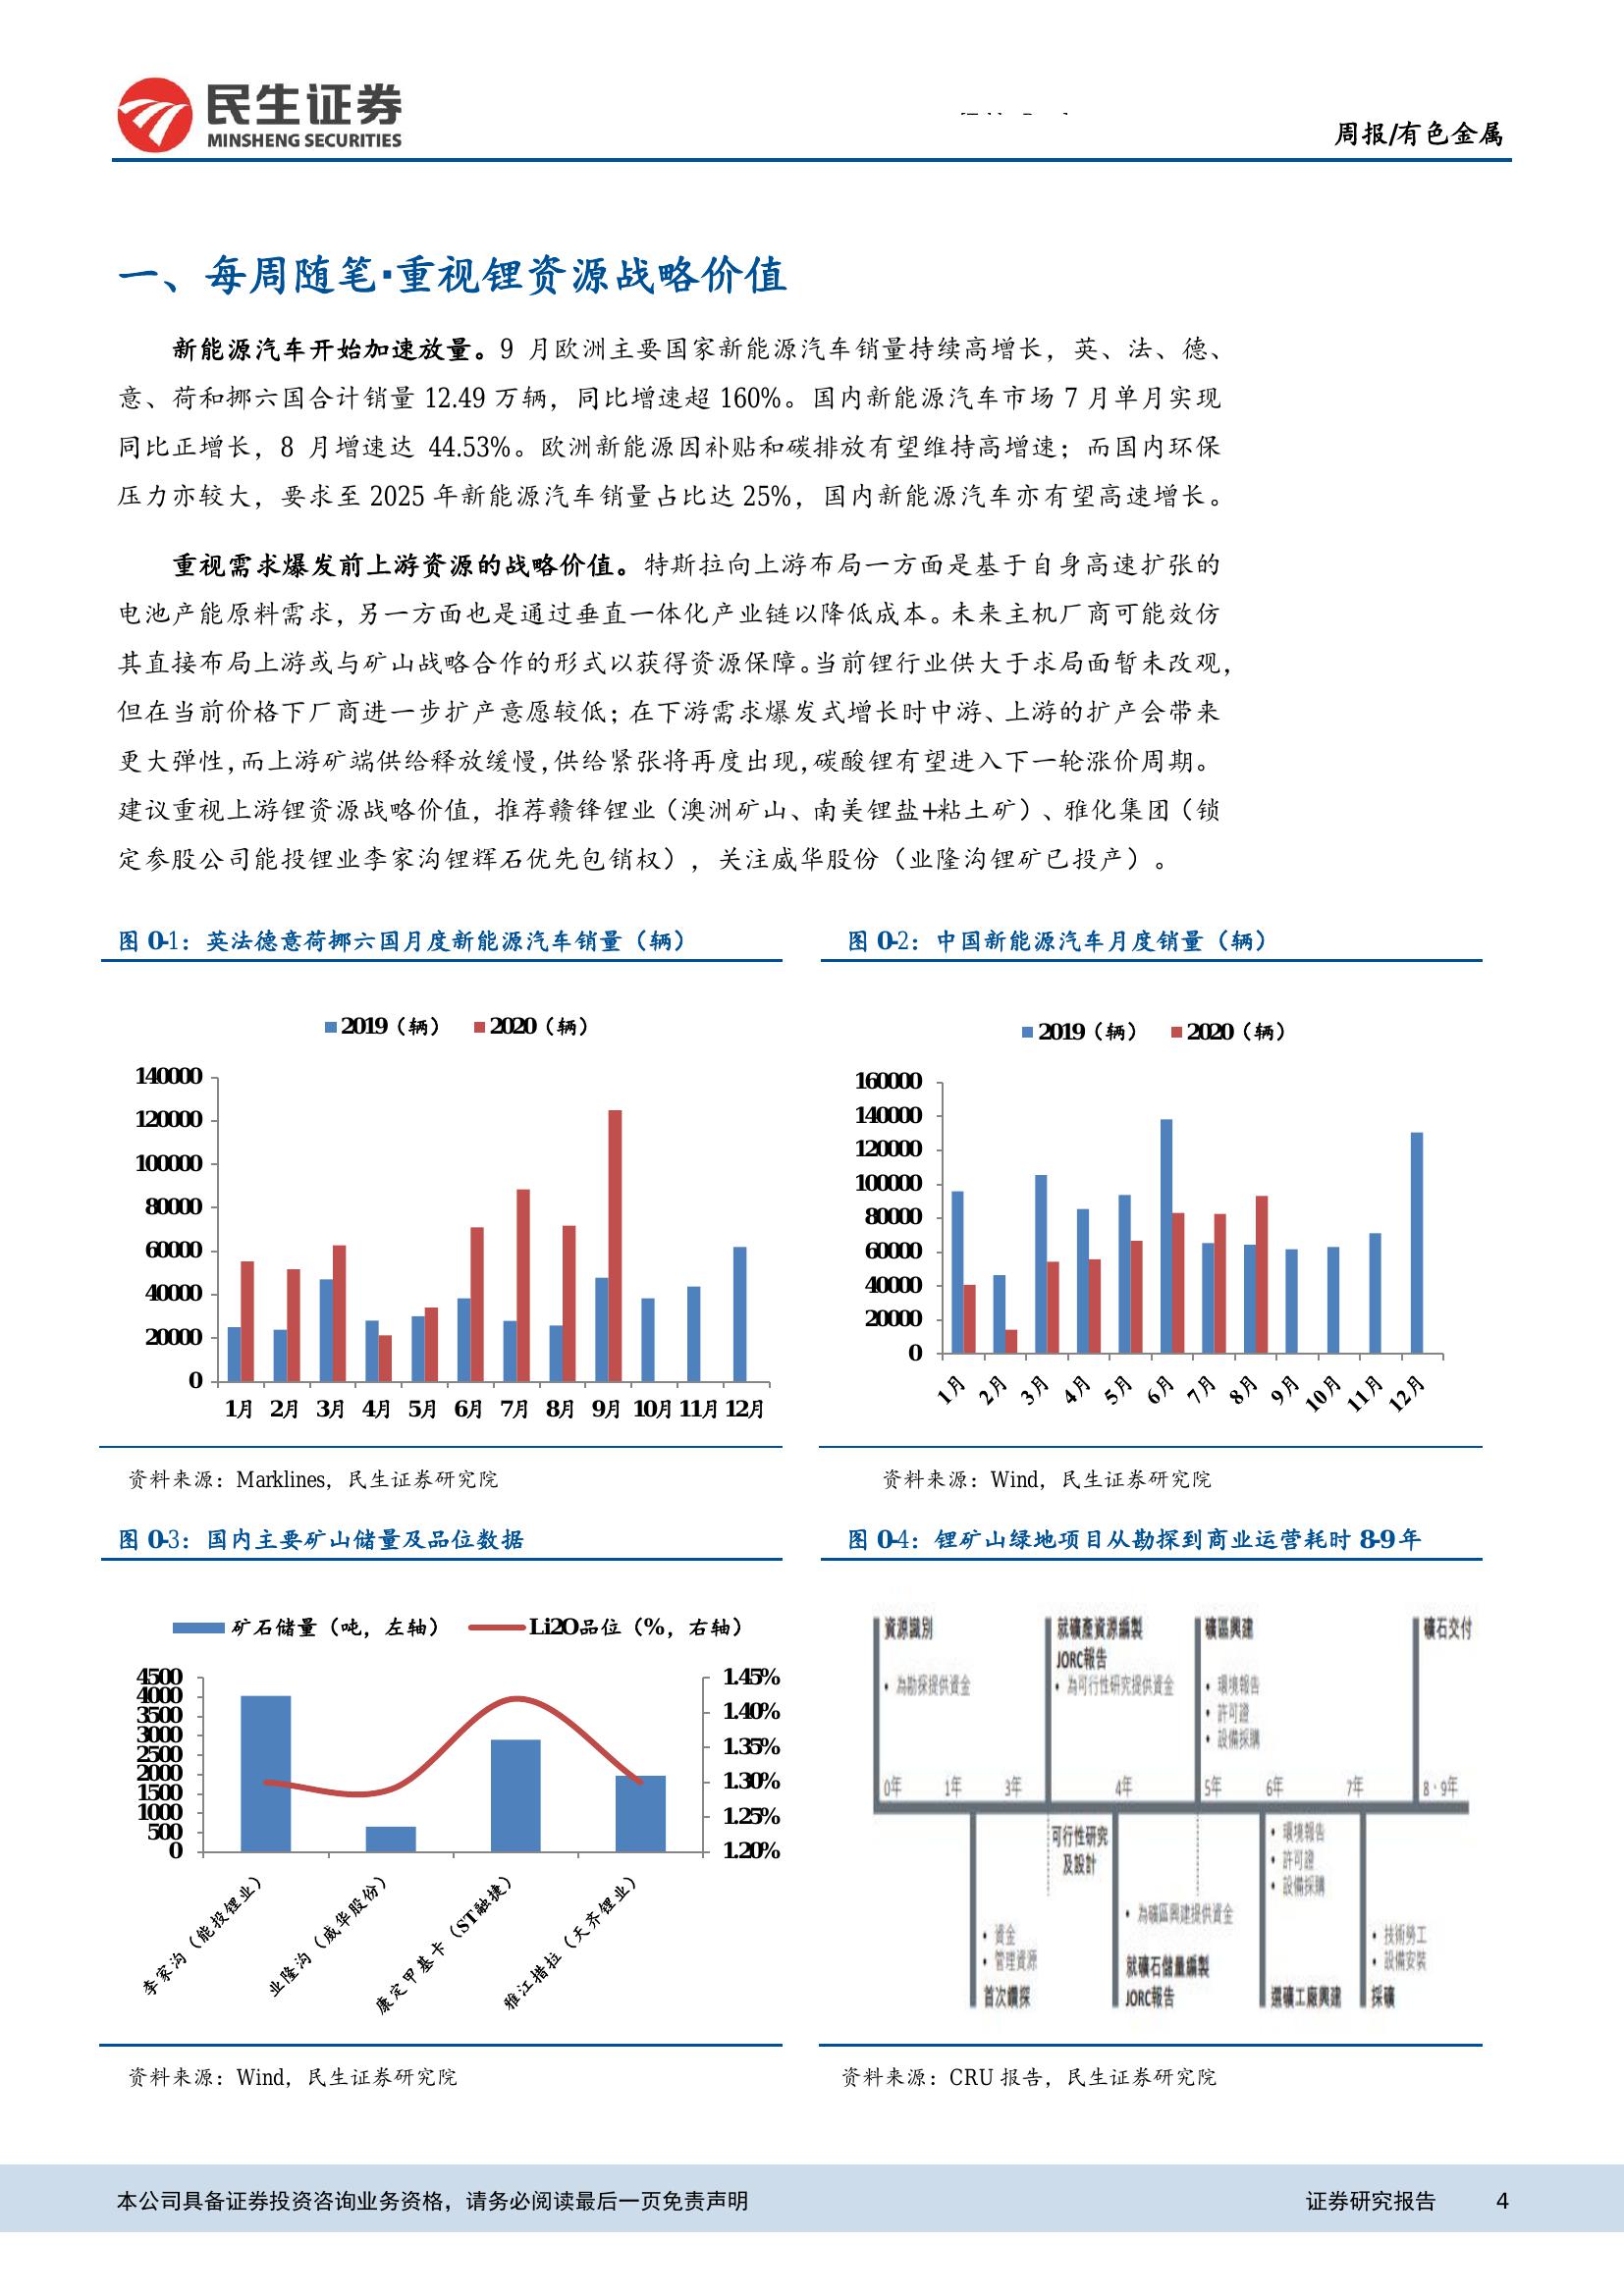 民生证券
MINSHENG SECURITIES
周报/有色金属
一、每周随笔·重视锂资源战略价值
新能源汽车开始加速放量。9 月欧洲主要国家新能源汽车销量持续高增长，英、法、德、
意、荷和挪六国合计销量 12.49 万辆，同比增速超 160%。国内新能源汽车市场 7 月单月实现
同比正增长，8 月增速达 44.53%。欧洲新能源因补贴和碳排放有望维持高增速；而国内环保
压力亦较大，要求至 2025 年新能源汽车销量占比达 25%，国内新能源汽车亦有望高速增长。
重视需求爆发前上游资源的战略价值。特斯拉向上游布局一方面是基于自身高速扩张的
电池产能原料需求，另一方面也是通过垂直一体化产业链以降低成本。未来主机厂商可能效仿
其直接布局上游或与矿山战略合作的形式以获得资源保障。当前锂行业供大于求局面暂未改观，
但在当前价格下厂商进一步扩产意愿较低；在下游需求爆发式增长时中游、上游的扩产会带来
更大弹性，而上游矿端供给释放缓慢，供给紧张将再度出现，碳酸锂有望进入下一轮涨价周期。
建议重视上游锂资源战略价值，推荐赣锋锂业（澳洲矿山、南美锂盐+粘土矿）、雅化集团（锁
定参股公司能投锂业李家沟锂辉石优先包销权），关注威华股份（业隆沟锂矿已投产）。
图 0-1：英法德意荷挪六国月度新能源汽车销量（辆）
2019（辆） 2020（辆）
140000
120000
100000
80000
60000
40000
20000
0
1月 2月 3月 4月 5月 6月 7月 8月 9月 10月 11月 12月
资料来源：Marklines，民生证券研究院
图 0-2：中国新能源汽车月度销量（辆）
2019（辆） 2020（辆）
160000
140000
120000
100000
80000
60000
40000
20000
0
1月 2月 3月 4月 5月 6月 7月 8月 9月 10月 11月 12月
资料来源：Wind，民生证券研究院
图 0-3：国内主要矿山储量及品位数据
矿石储量（吨，左轴） Li2O品位（%，右轴）
4500
4000
3500
3000
2500
2000
1500
1000
500
0
1.45%
1.40%
1.35%
1.30%
1.25%
1.20%
李家沟（能投锂业）
业隆沟（威华股份）
康定甲基卡（ST融捷）
雅江措拉（天齐锂业）
资料来源：Wind，民生证券研究院
图 0-4：锂矿山绿地项目从勘探到商业运营耗时 8-9 年
資源識別
• 為勘探提供資金
就礦產資源編製
JORC報告
• 為可行性研究提供資金
礦區興建
• 環境報告
• 許可證
• 設備採購
礦石交付
0年 1年 3年 4年 5年 6年 7年 8‧9年
• 資金
• 管理資源
首次鑽探
可行性研究
及設計
• 為礦區興建提供資金
就礦石儲量編製
JORC報告
• 環境報告
• 許可證
• 設備採購
選礦工廠興建
• 技術勞工
• 設備安裝
採礦
资料来源：CRU 报告，民生证券研究院
本公司具备证券投资咨询业务资格，请务必阅读最后一页免责声明
证券研究报告 4